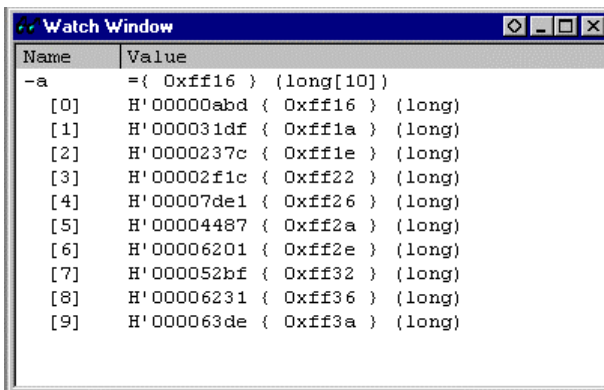 Watch Window
Name Value
-a ={ 0xff16 } (long[10])
[0] H'00000abd { 0xff16 } (long)
[1] H'000031df { 0xff1a } (long)
[2] H'0000237c { 0xff1e } (long)
[3] H'00002f1c { 0xff22 } (long)
[4] H'00007de1 { 0xff26 } (long)
[5] H'00004487 { 0xff2a } (long)
[6] H'00006201 { 0xff2e } (long)
[7] H'000052bf { 0xff32 } (long)
[8] H'00006231 { 0xff36 } (long)
[9] H'000063de { 0xff3a } (long)